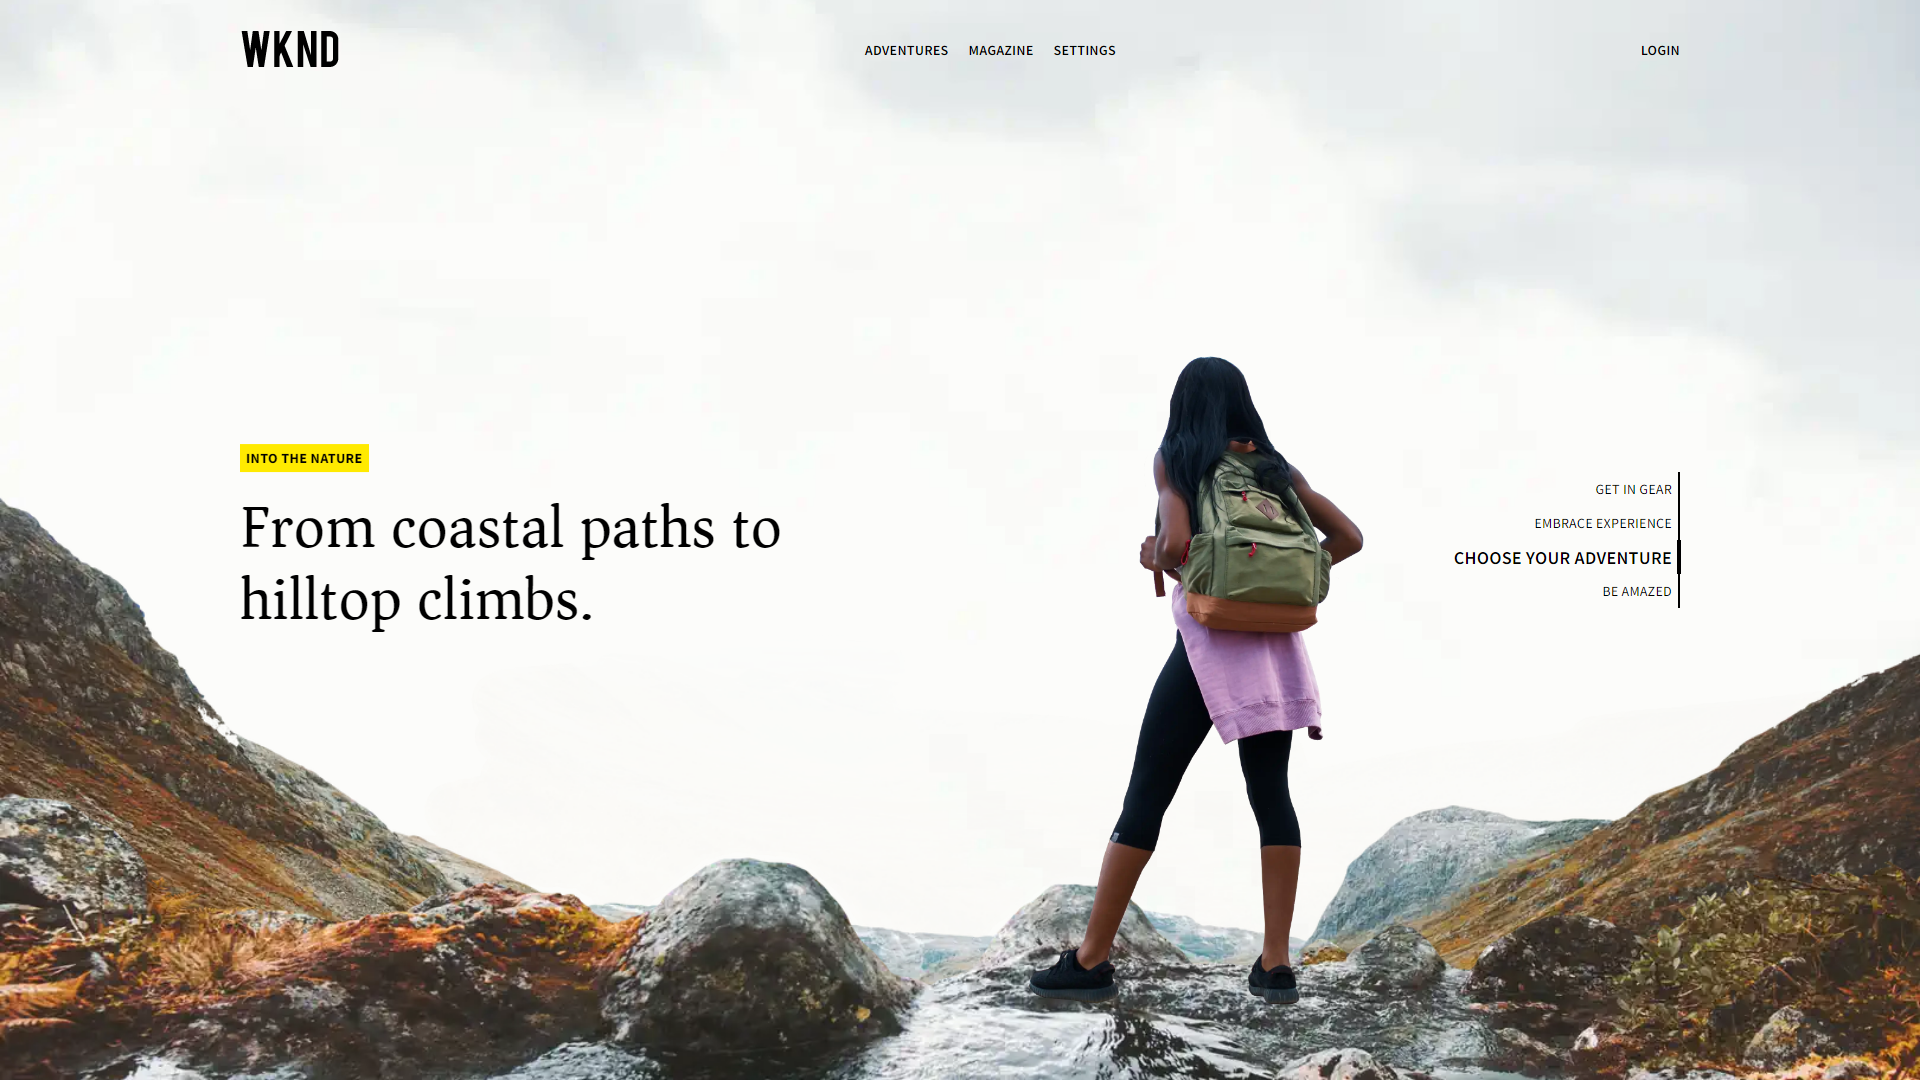 WKND
ADVENTURES
MAGAZINE
SETTINGS
LOGIN
INTO THE NATURE
From coastal paths to
hilltop climbs.
GET IN GEAR
EMBRACE EXPERIENCE
CHOOSE YOUR ADVENTURE
BE AMAZED